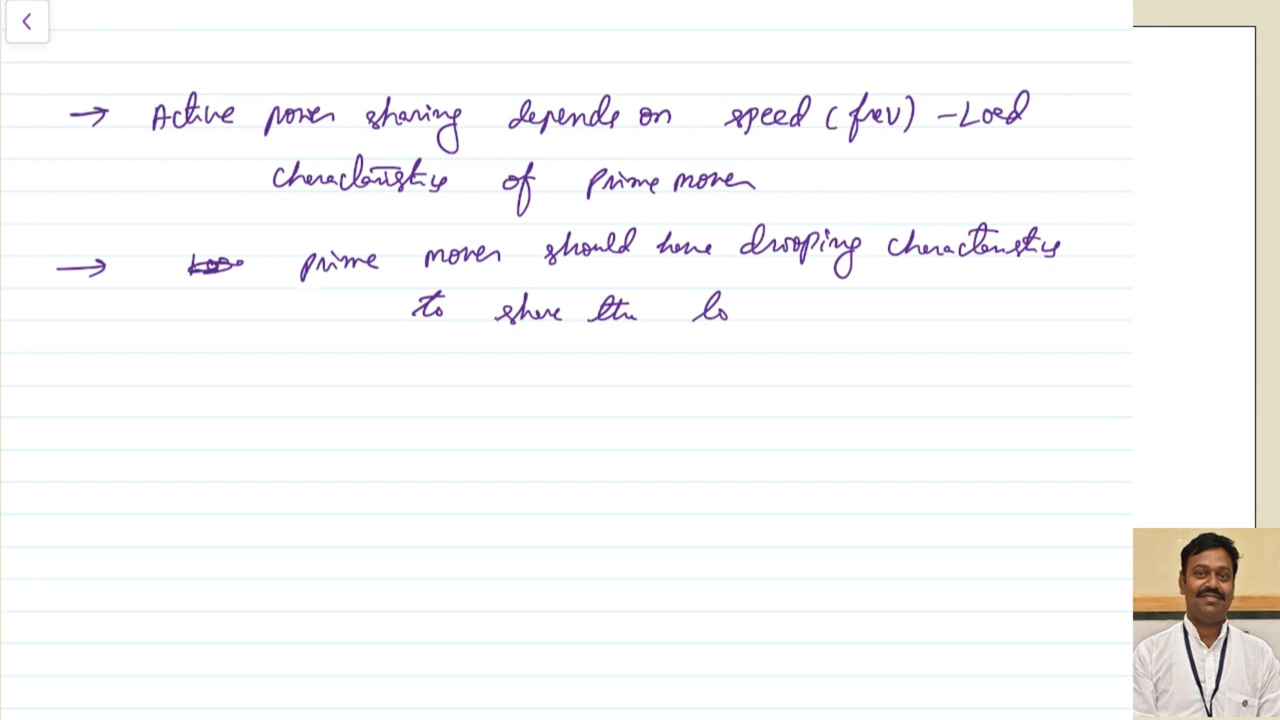 → Active power sharing depends on speed (freq) - Load
characteristics of prime mover
→ prime mover should have drooping characteristics
to share the lo